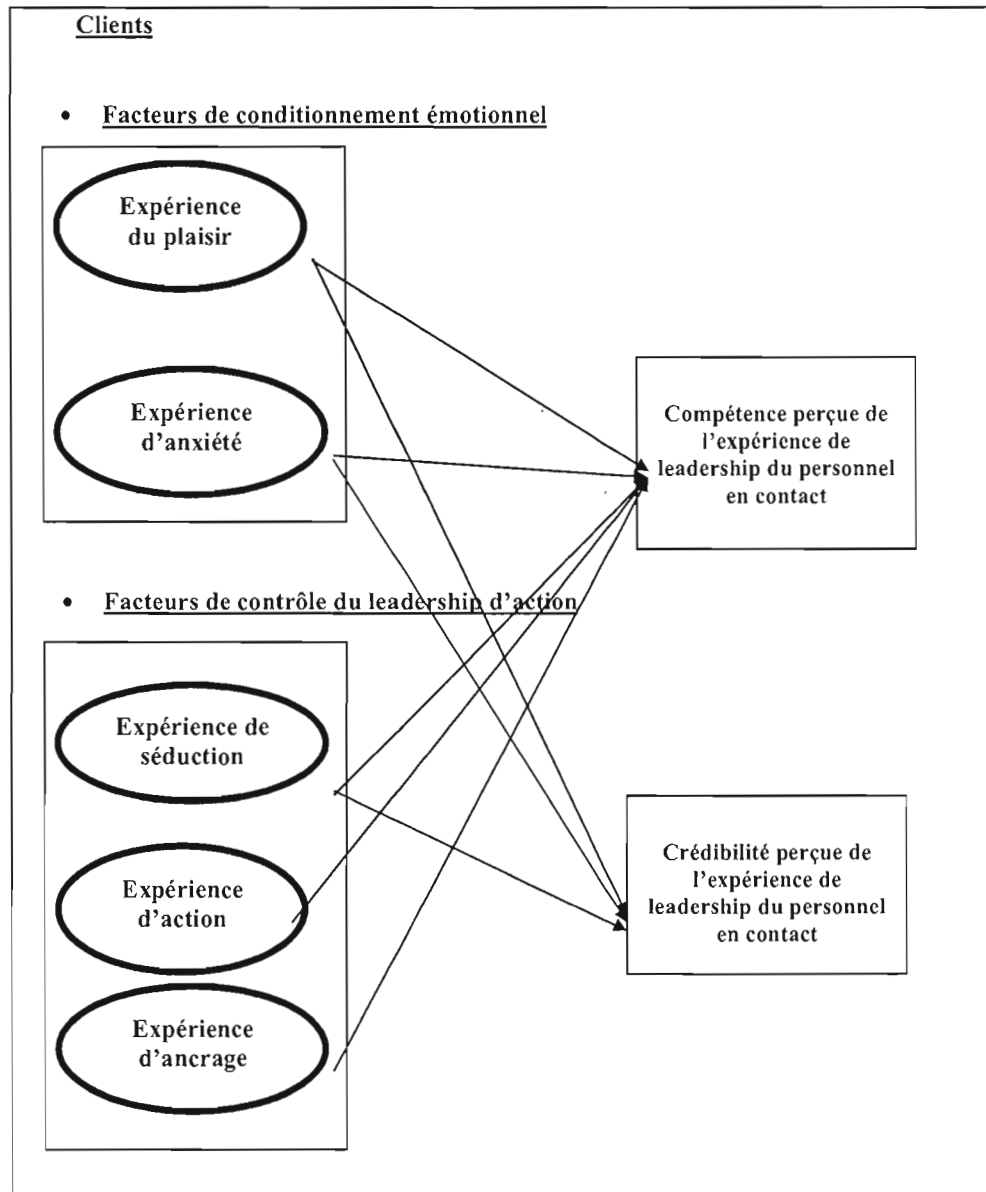 Clients
• Facteurs de conditionnement émotionnel
Expérience
du plaisir
Expérience
d'anxiété
Compétence perçue de
l'expérience de
leadership du personnel
en contact
• Facteurs de contrôle du leadership d'action
Expérience de
séduction
Expérience
d'action
Expérience
d'ancrage
Crédibilité perçue de
l'expérience de
leadership du personnel
en contact